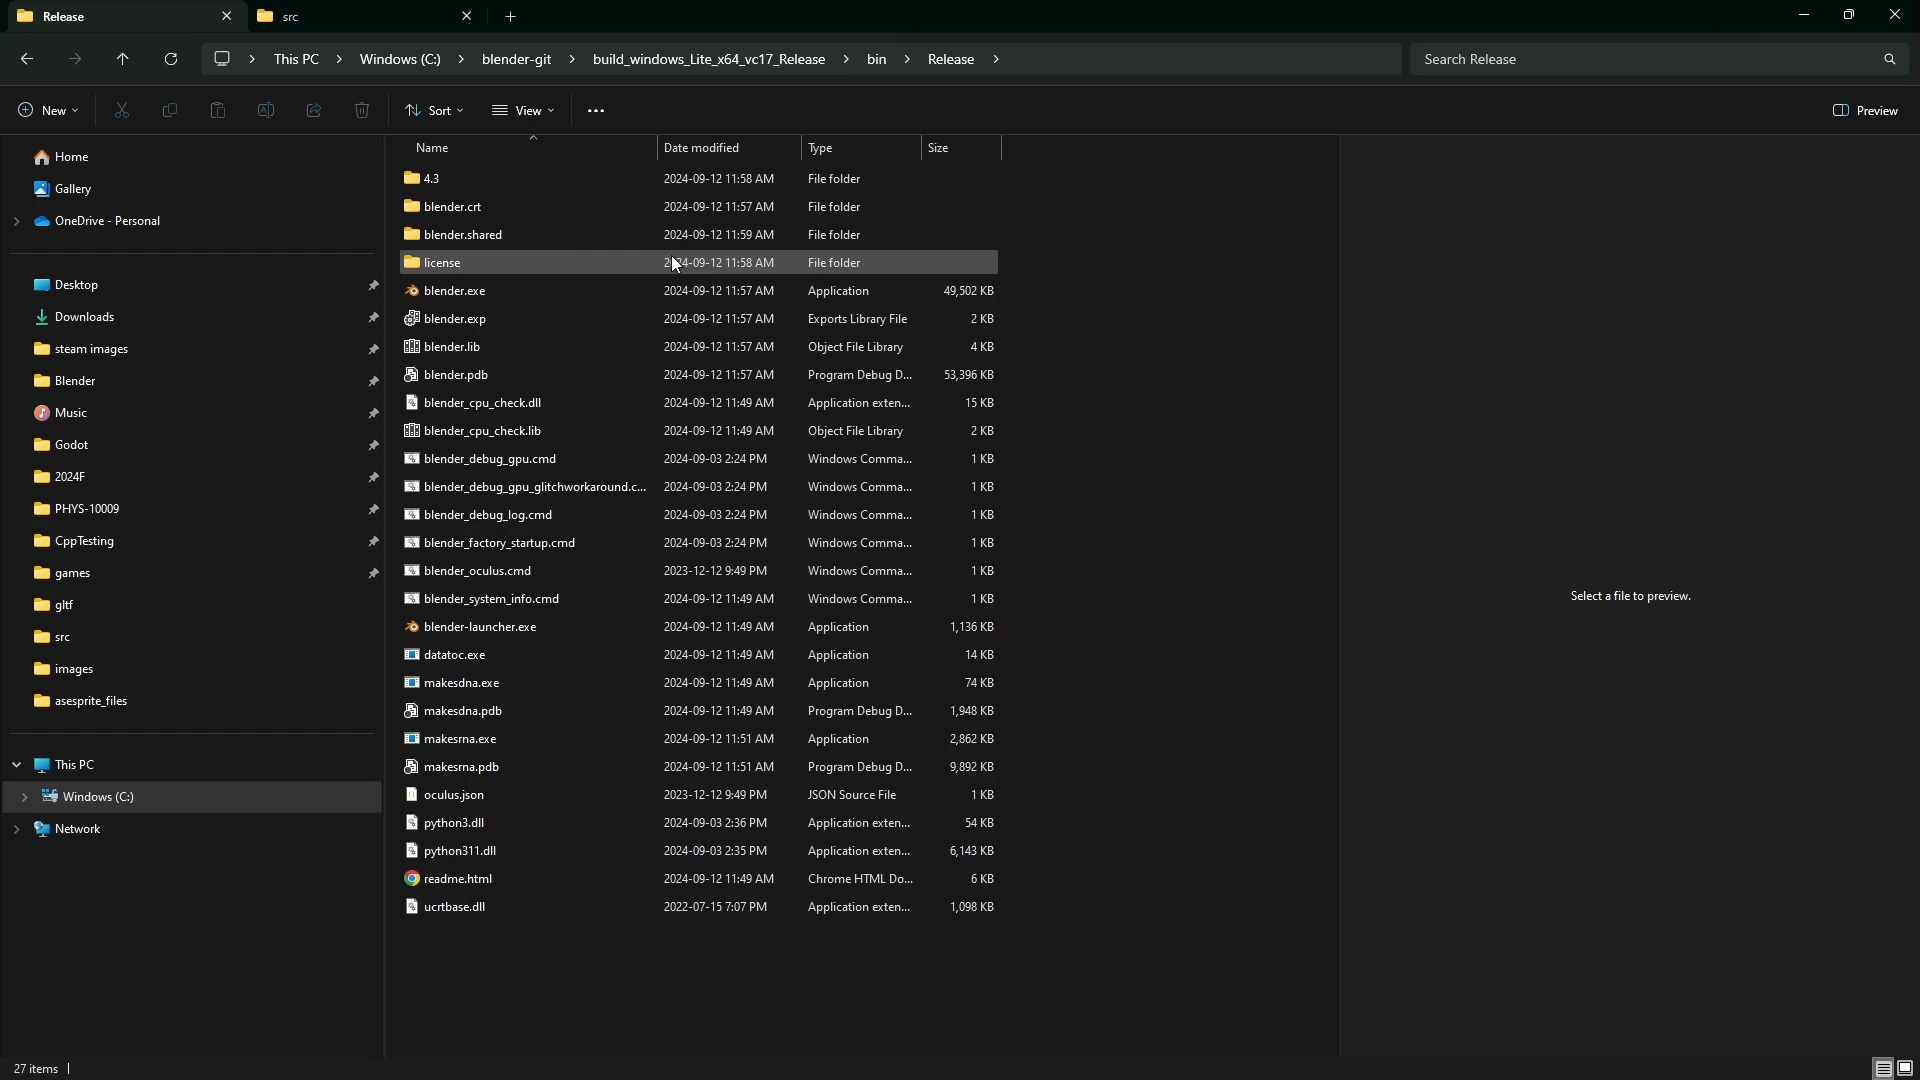 Release
src
This PC
Windows (C:)
blender-git
build_windows_Lite_x64_vc17_Release
bin
Release
Search Release
New
Sort
View
Preview
Home
Gallery
OneDrive - Personal
Desktop
Downloads
steam images
Blender
Music
Godot
2024F
PHYS-10009
CppTesting
games
gltf
src
images
asesprite_files
This PC
Windows (C:)
Network
Name Date modified Type Size
4.3 2024-09-12 11:58 AM File folder
blender.crt 2024-09-12 11:57 AM File folder
blender.shared 2024-09-12 11:59 AM File folder
license 2024-09-12 11:58 AM File folder
blender.exe 2024-09-12 11:57 AM Application 49,502 KB
blender.exp 2024-09-12 11:57 AM Exports Library File 2 KB
blender.lib 2024-09-12 11:57 AM Object File Library 4 KB
blender.pdb 2024-09-12 11:57 AM Program Debug D... 53,396 KB
blender_cpu_check.dll 2024-09-12 11:49 AM Application exten... 15 KB
blender_cpu_check.lib 2024-09-12 11:49 AM Object File Library 2 KB
blender_debug_gpu.cmd 2024-09-03 2:24 PM Windows Comma... 1 KB
blender_debug_gpu_glitchworkaround.c... 2024-09-03 2:24 PM Windows Comma... 1 KB
blender_debug_log.cmd 2024-09-03 2:24 PM Windows Comma... 1 KB
blender_factory_startup.cmd 2024-09-03 2:24 PM Windows Comma... 1 KB
blender_oculus.cmd 2023-12-12 9:49 PM Windows Comma... 1 KB
blender_system_info.cmd 2024-09-12 11:49 AM Windows Comma... 1 KB
blender-launcher.exe 2024-09-12 11:49 AM Application 1,136 KB
datatoc.exe 2024-09-12 11:49 AM Application 14 KB
makesdna.exe 2024-09-12 11:49 AM Application 74 KB
makesdna.pdb 2024-09-12 11:49 AM Program Debug D... 1,948 KB
makesrna.exe 2024-09-12 11:51 AM Application 2,862 KB
makesrna.pdb 2024-09-12 11:51 AM Program Debug D... 9,892 KB
oculus.json 2023-12-12 9:49 PM JSON Source File 1 KB
python3.dll 2024-09-03 2:36 PM Application exten... 54 KB
python311.dll 2024-09-03 2:35 PM Application exten... 6,143 KB
readme.html 2024-09-12 11:49 AM Chrome HTML Do... 6 KB
ucrtbase.dll 2022-07-15 7:07 PM Application exten... 1,098 KB
Select a file to preview.
27 items